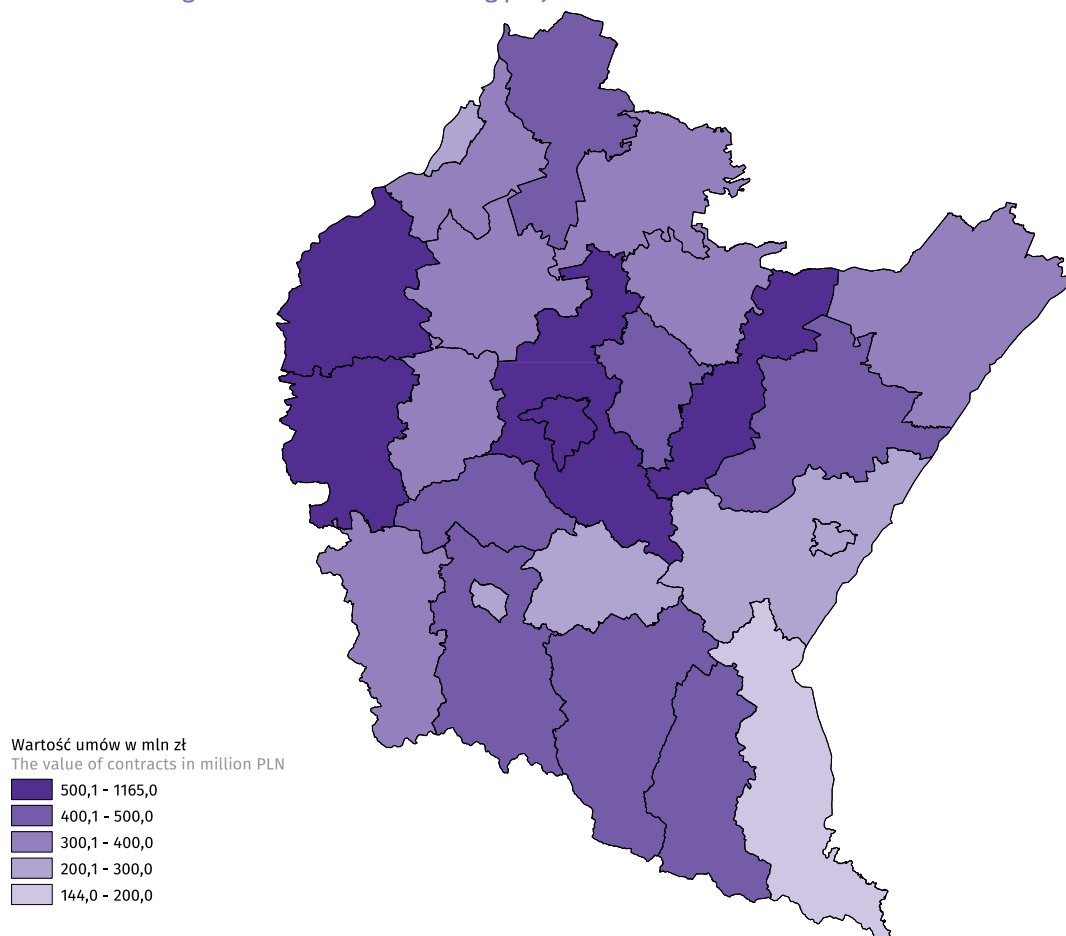 Wartość umów w mln zł
The value of contracts in million PLN
500,1 - 1165,0
400,1 - 500,0
300,1 - 400,0
200,1 - 300,0
144,0 - 200,0